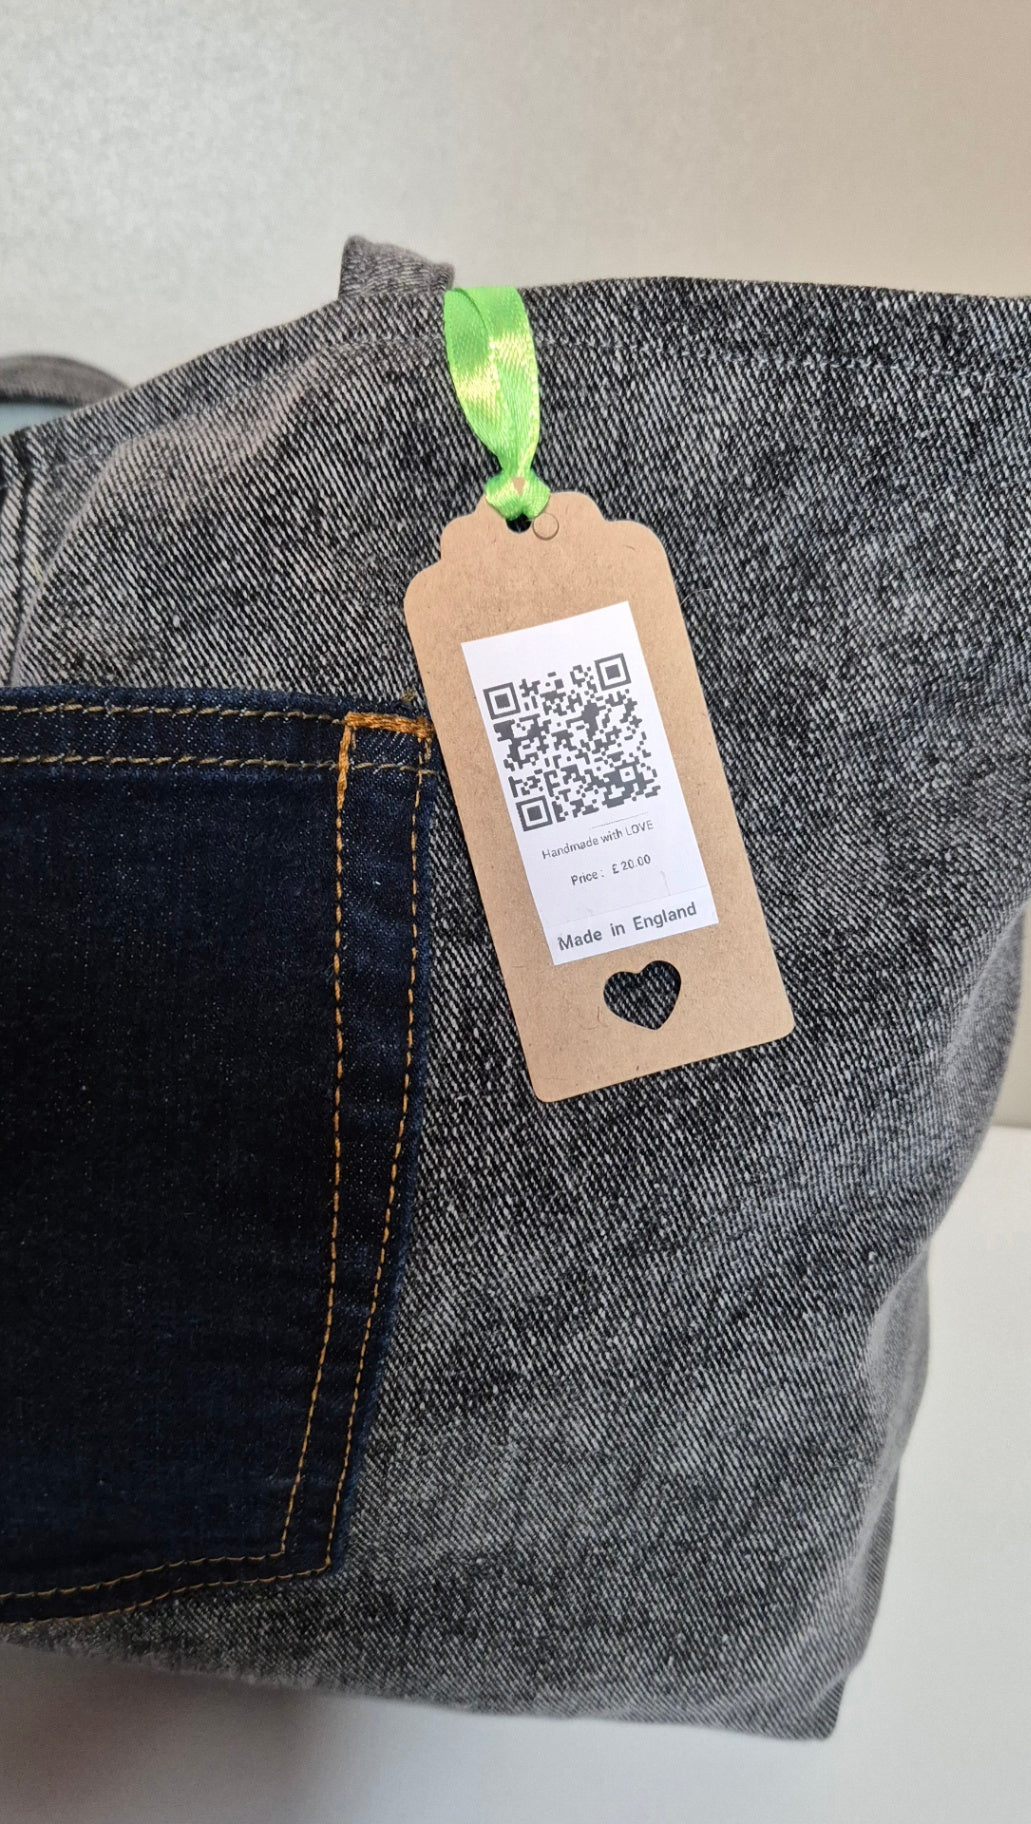 Handmade with LOVE
Price: £20.00
Made in England